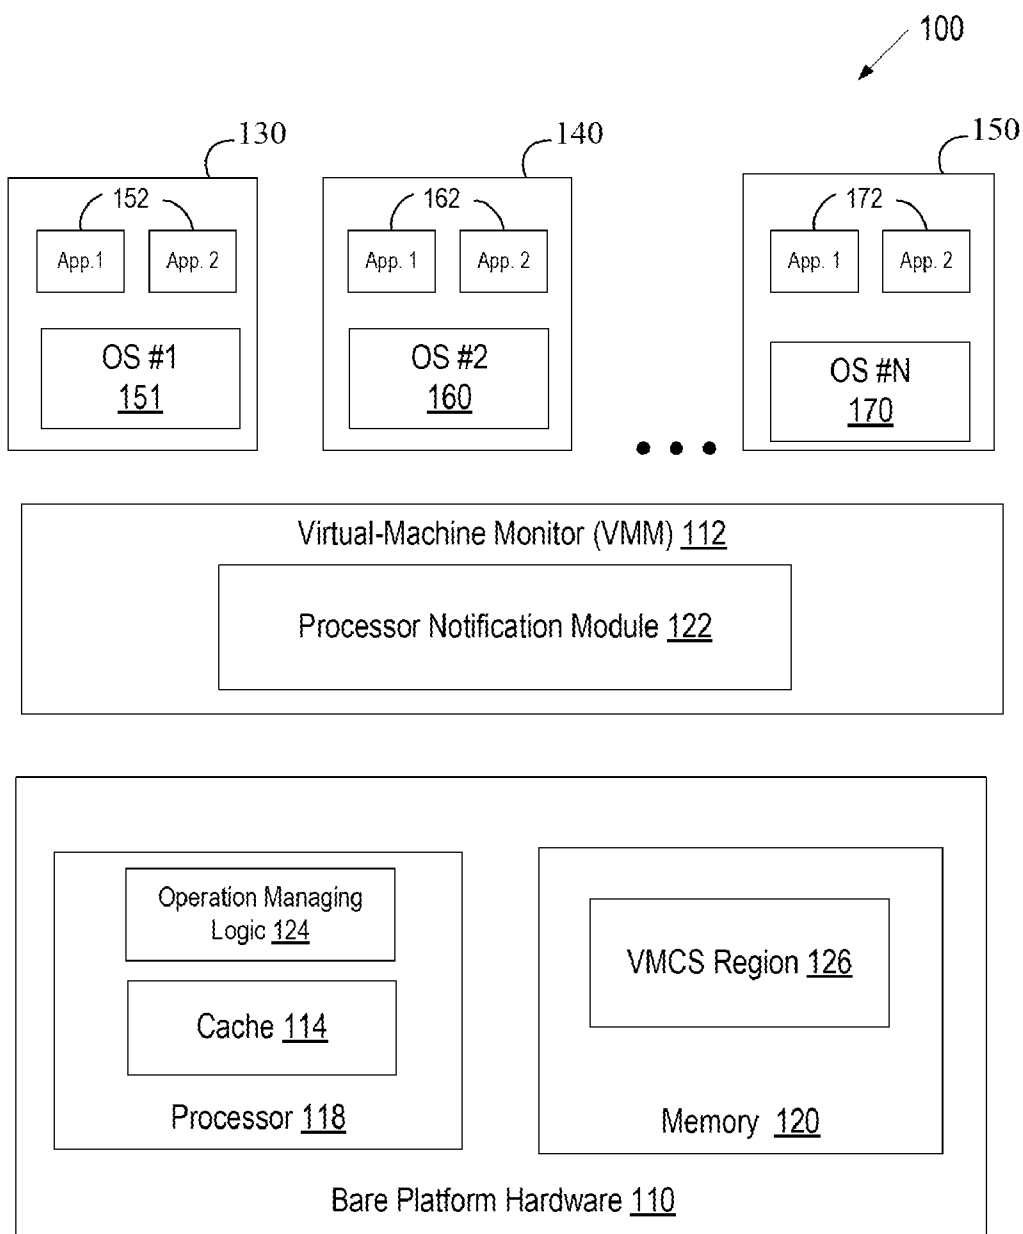 100
130
140
150
152
162
172
App.1
App. 2
App. 1
App. 2
App. 1
App. 2
OS #1
151
OS #2
160
OS #N
170
Virtual-Machine Monitor (VMM) 112
Processor Notification Module 122
Operation Managing
Logic 124
Cache 114
Processor 118
VMCS Region 126
Memory 120
Bare Platform Hardware 110